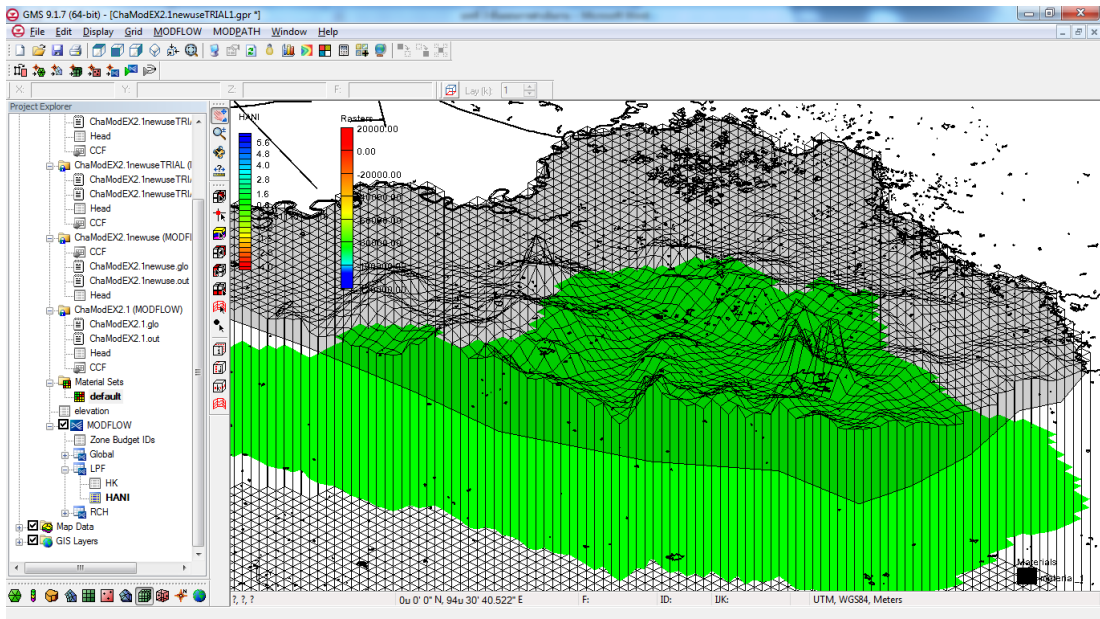 GMS 9.1.7 (64-bit) - [ChaModEX2.1newuseTRIAL1.gpr *]
File Edit Display Grid MODFLOW MODPATH Window Help
X: Y: Z: F: Lay (k): 1
Project Explorer
ChaModEX2.1newuseTRI
Head
CCF
ChaModEX2.1newuseTRIAL (
ChaModEX2.1newuseTRI
ChaModEX2.1newuseTRI
Head
CCF
ChaModEX2.1newuse (MODFI
CCF
ChaModEX2.1newuse.glo
ChaModEX2.1newuse.out
Head
ChaModEX2.1 (MODFLOW)
ChaModEX2.1.glo
ChaModEX2.1.out
Head
CCF
Material Sets
default
elevation
MODFLOW
Zone Budget IDs
Global
LPF
HK
HANI
RCH
Map Data
GIS Layers
HANI
5.6
4.8
4.0
2.8
1.6
Rasters
20000.00
0.00
-20000.00
Materials
?, ?, ? 0u 0' 0" N, 94u 30' 40.522" E F: ID: IJK: UTM, WGS84, Meters